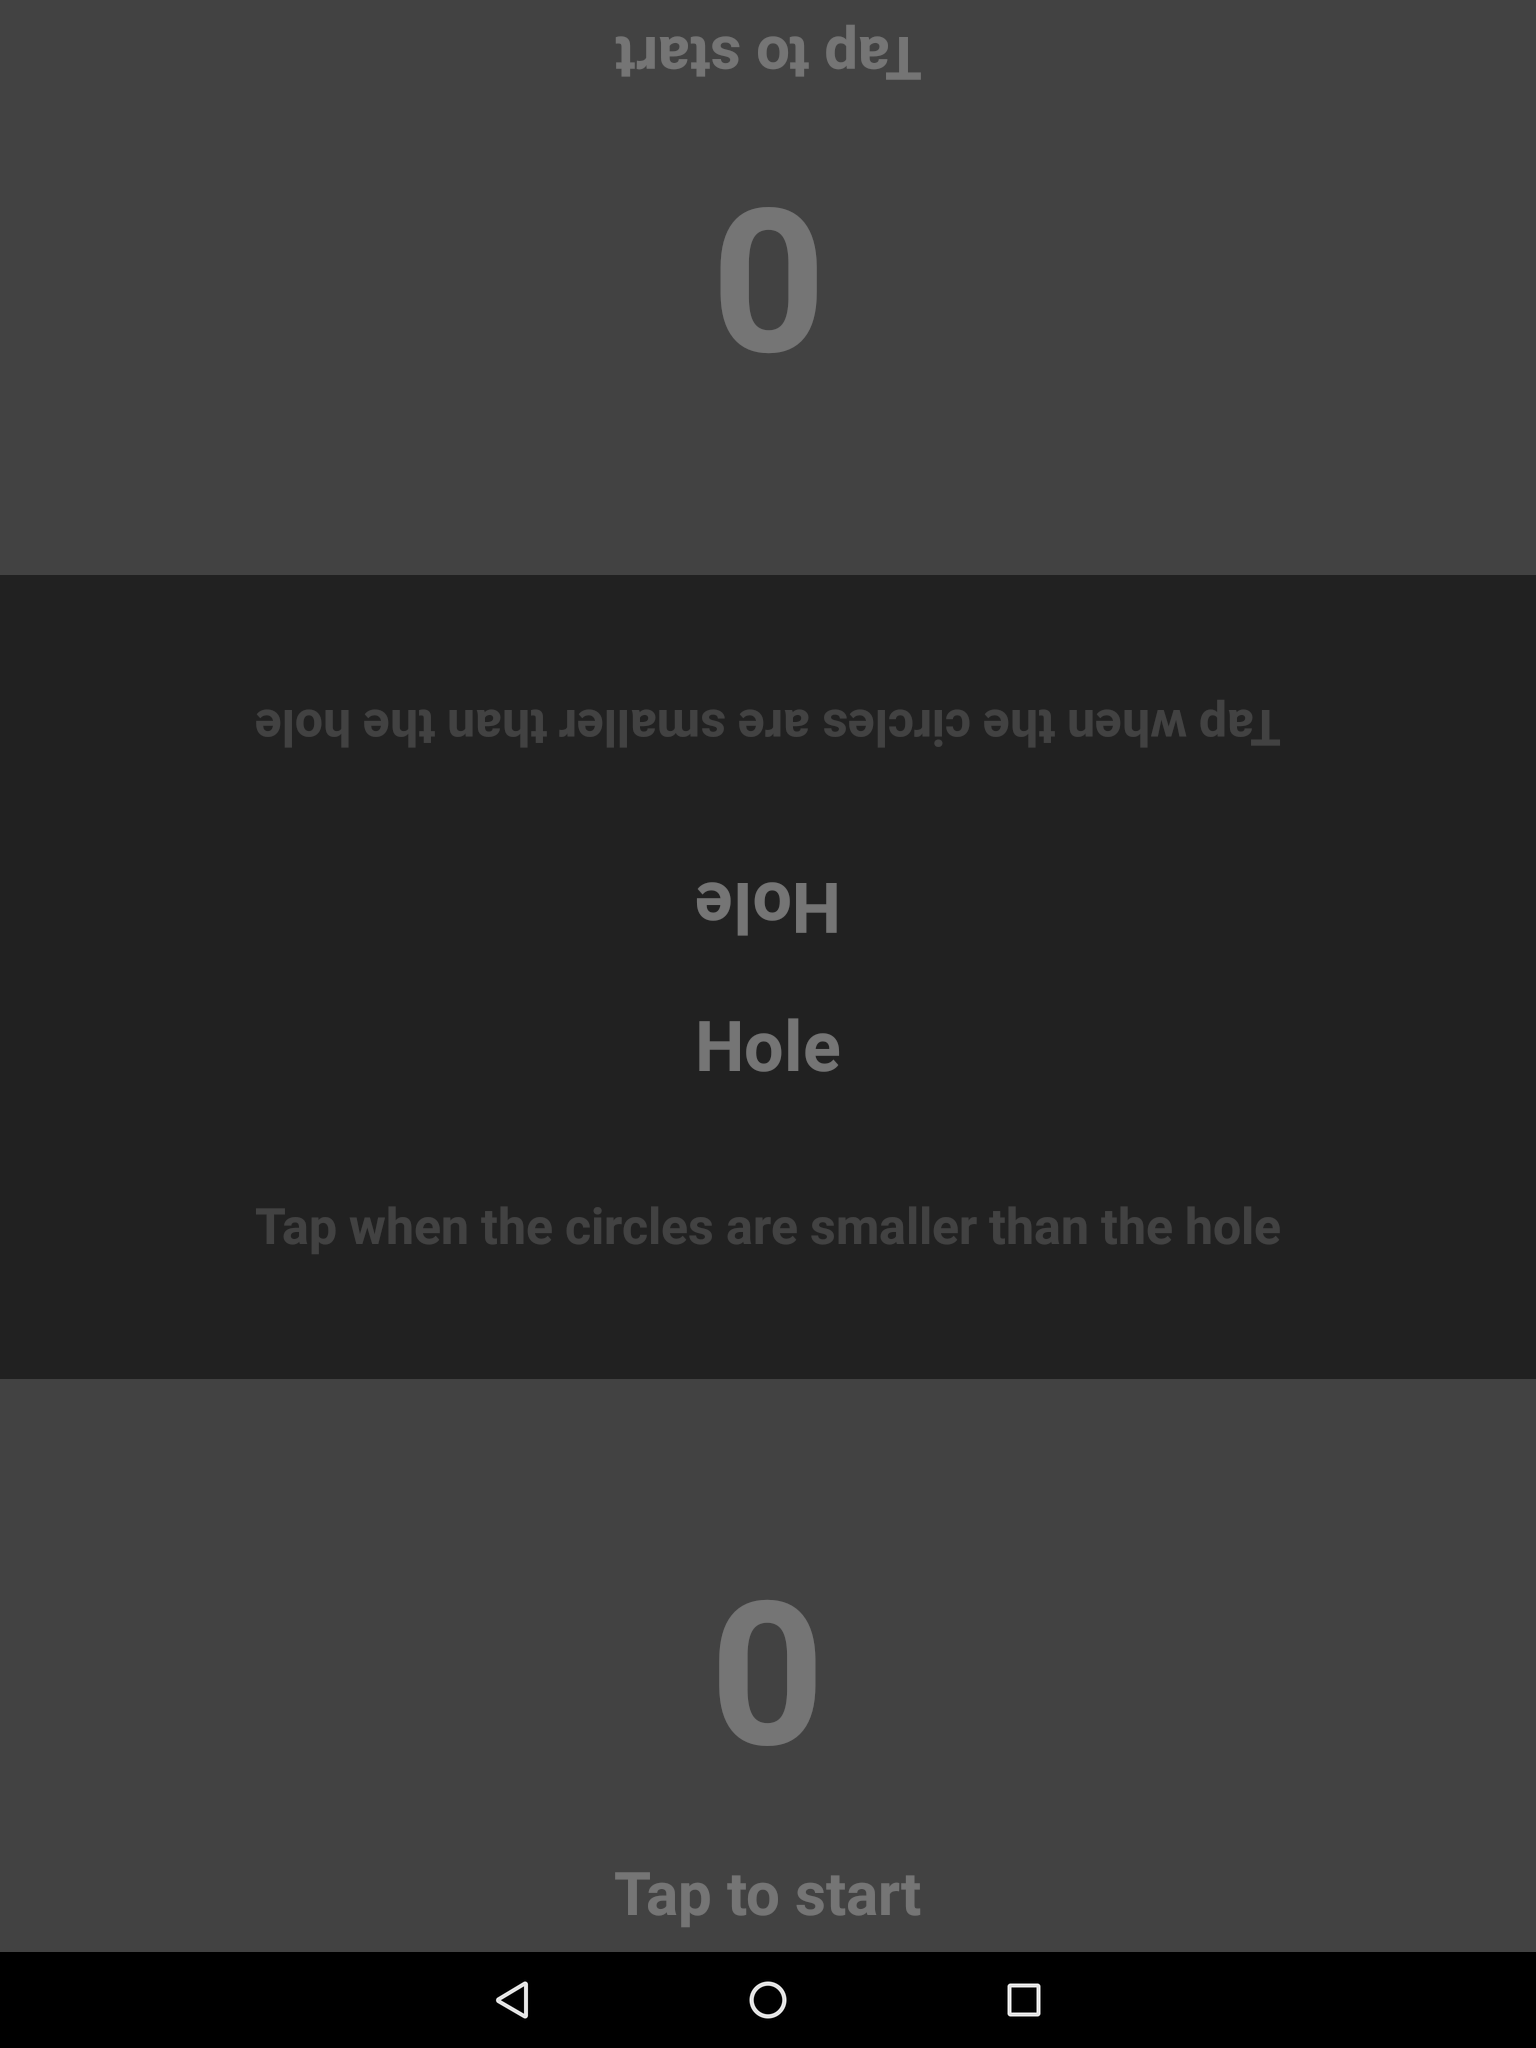 Tap to start
0
Tap when the circles are smaller than the hole
Hole
Hole
Tap when the circles are smaller than the hole
0
Tap to start